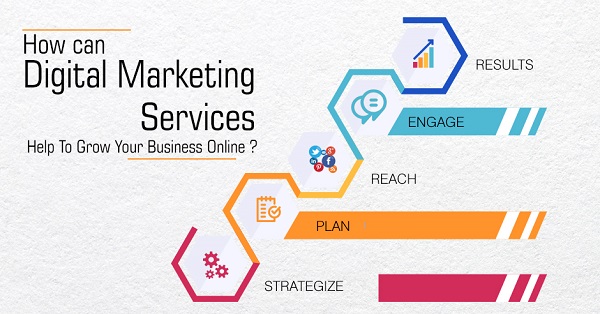 How can
Digital Marketing
Services
Help To Grow Your Business Online ?
RESULTS
ENGAGE
REACH
PLAN
STRATEGIZE